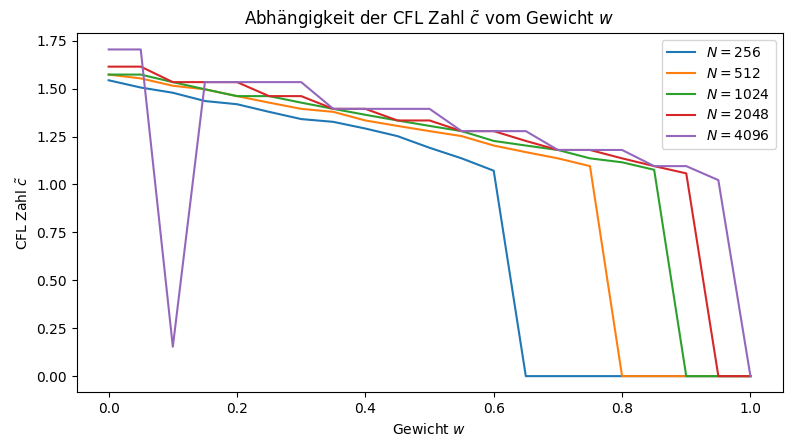 Abhängigkeit der CFL Zahl c̃ vom Gewicht w
1.75
1.50
1.25
1.00
0.75
0.50
0.25
0.00
CFL Zahl c̃
N = 256
N = 512
N = 1024
N = 2048
N = 4096
0.0 0.2 0.4 0.6 0.8 1.0
Gewicht w